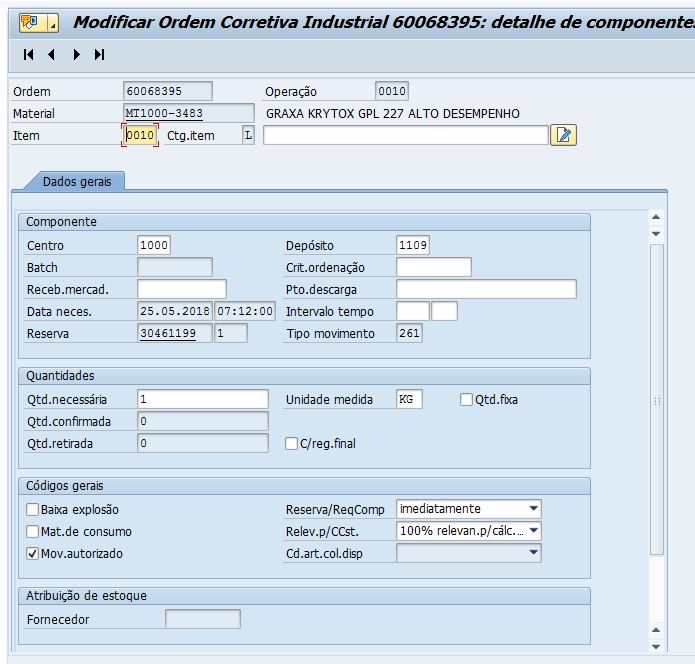 Modificar Ordem Corretiva Industrial 60068395: detalhe de componente
Ordem 60068395 Operação 0010
Material MT1000-3483 GRAXA KRYTOX GPL 227 ALTO DESEMPENHO
Item 0010 Ctg.item L
Dados gerais
Componente
Centro 1000 Depósito 1109
Batch Crit.ordenação
Receb.mercad. Pto.descarga
Data neces. 25.05.2018 07:12:00 Intervalo tempo
Reserva 30461199 1 Tipo movimento 261
Quantidades
Qtd.necessária 1 Unidade medida KG Qtd.fixa
Qtd.confirmada 0
Qtd.retirada 0 C/reg.final
Códigos gerais
Baixa explosão Reserva/ReqComp imediatamente
Mat.de consumo Relev.p/CCst. 100% relevan.p/cálc....
Mov.autorizado Cd.art.col.disp
Atribuição de estoque
Fornecedor